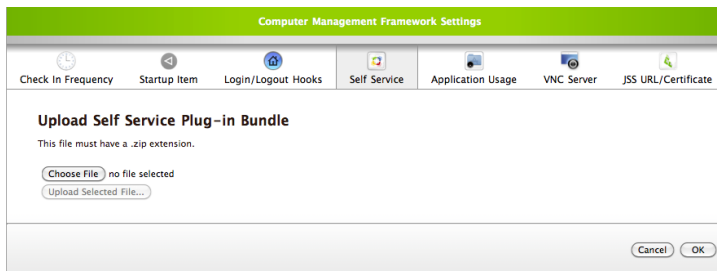 Computer Management Framework Settings
Check In Frequency Startup Item Login/Logout Hooks Self Service Application Usage VNC Server JSS URL/Certificate
Upload Self Service Plug-in Bundle
This file must have a .zip extension.
Choose File no file selected
Upload Selected File...
Cancel OK